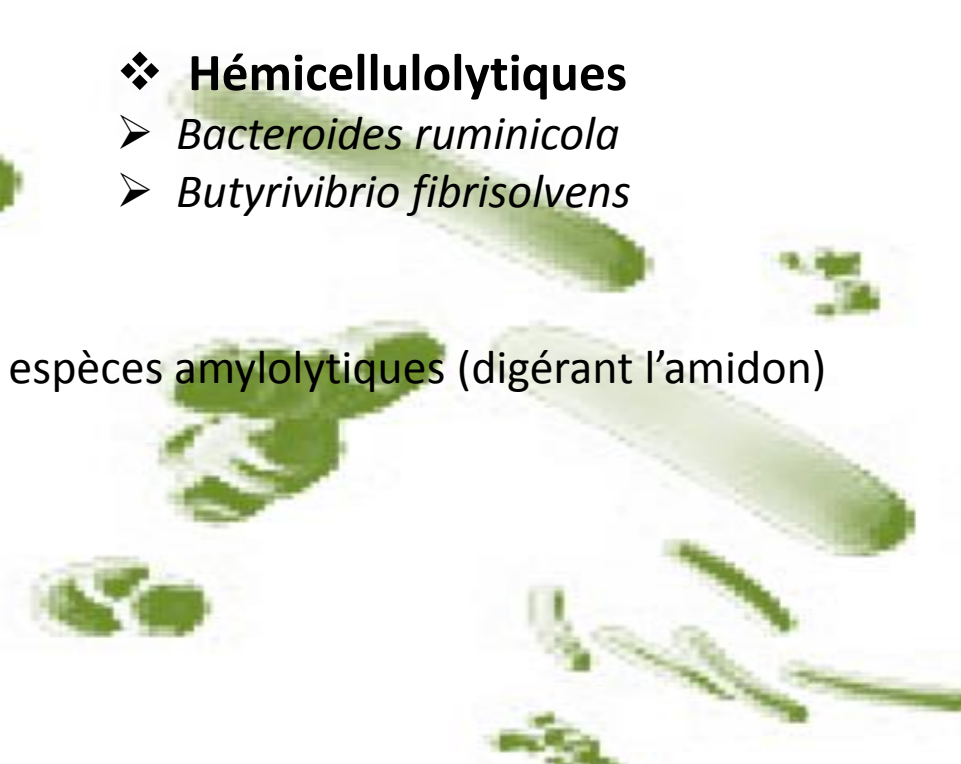 ❖ Hémicellulolytiques
➢ Bacteroides ruminicola
➢ Butyrivibrio fibrisolvens
espèces amylolytiques (digérant l’amidon)